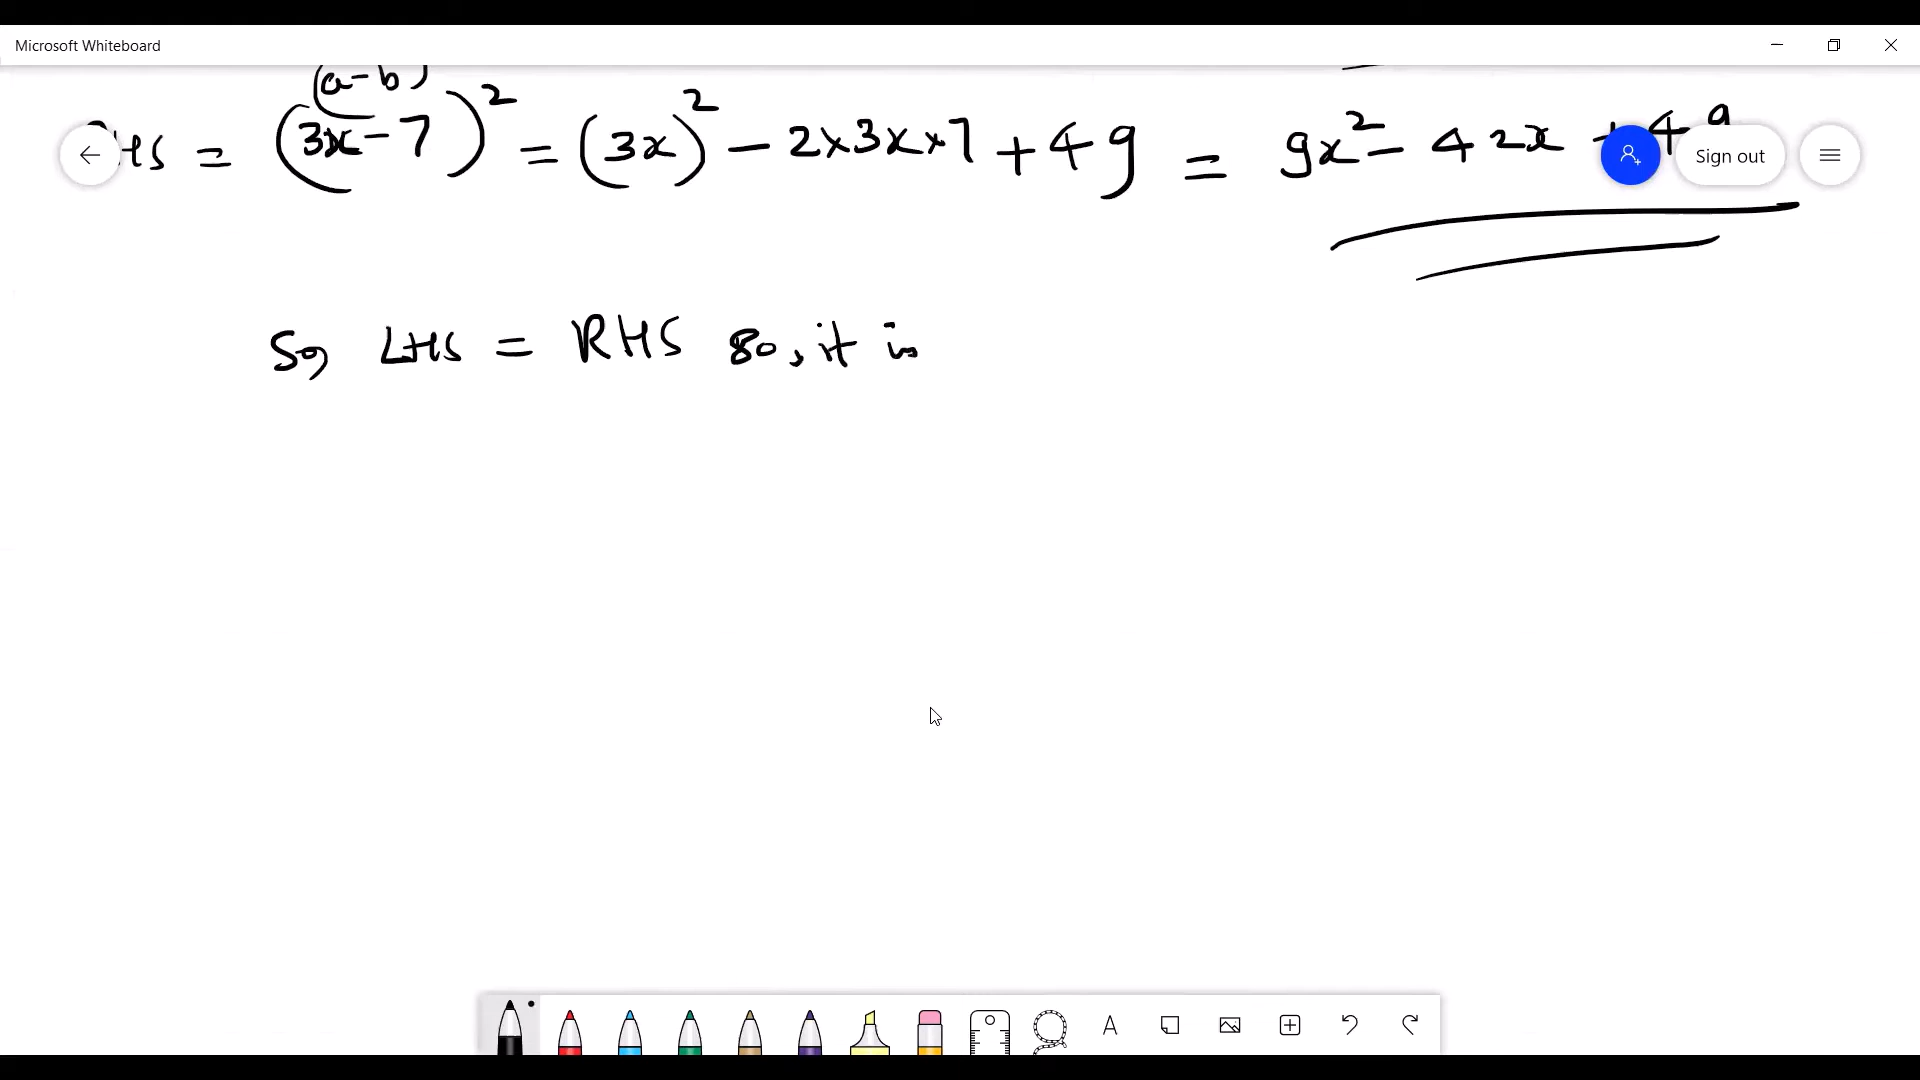 Microsoft Whiteboard
(a-b)
RHS = (3x-7)² = (3x)² - 2×3x×7 + 49 = 9x² - 42x + 49
Sign out
So LHS = RHS So, it is
A